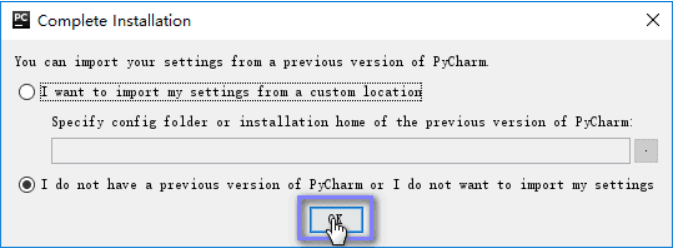 PC Complete Installation
You can import your settings from a previous version of PyCharm.
I want to import my settings from a custom location
Specify config folder or installation home of the previous version of PyCharm:
I do not have a previous version of PyCharm or I do not want to import my settings
OK